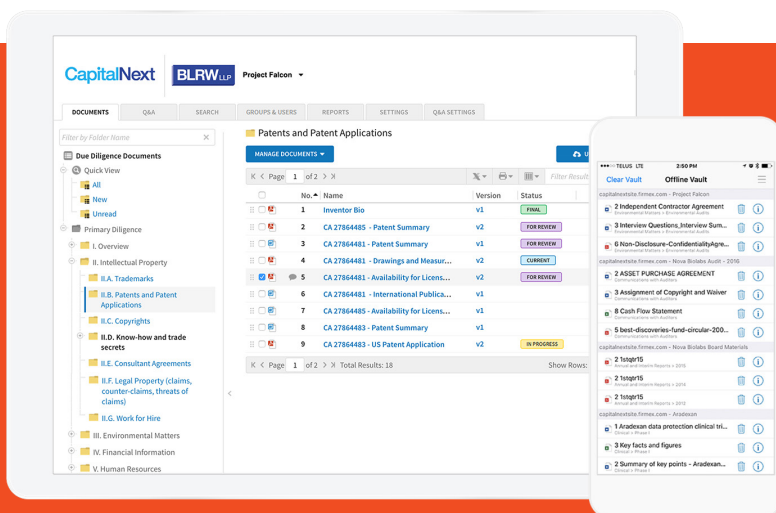 CapitalNext BLRW LLP Project Falcon
DOCUMENTS Q&A SEARCH GROUPS & USERS REPORTS SETTINGS Q&A SETTINGS
Filter by Folder Name
Due Diligence Documents
Quick View
All
New
Unread
Primary Diligence
I. Overview
II. Intellectual Property
II.A. Trademarks
II.B. Patents and Patent
Applications
II.C. Copyrights
II.D. Know-how and trade
secrets
II.E. Consultant Agreements
II.F. Legal Property (claims,
counter-claims, threats of
claims)
II.G. Work for Hire
III. Environmental Matters
IV. Financial Information
V. Human Resources
Patents and Patent Applications
MANAGE DOCUMENTS U
Page 1 of 2 Filter Result
No. Name Version Status
1 Inventor Bio v1 FINAL
2 CA 27864485 - Patent Summary v2 FOR REVIEW
3 CA 27864481 - Patent Summary v1 FOR REVIEW
4 CA 27864481 - Drawings and Measur... v2 CURRENT
5 CA 27864481 - Availability for Licens... v2 FOR REVIEW
6 CA 27864481 - International Publica... v1
7 CA 27864485 - Availability for Licens... v1
8 CA 27864483 - Patent Summary v1
9 CA 27864483 - US Patent Application v2 IN PROGRESS
Page 1 of 2 Total Results: 18 Show Rows:
TELUS LTE 2:50 PM
Clear Vault Offline Vault
capitalnextsite.firmex.com - Project Falcon
2 Independent Contractor Agreement
Environmental Matters > Environmental Audits
3 Interview Questions_Interview Sum...
Environmental Matters > Environmental Audits
6 Non-Disclosure-ConfidentialityAgre...
Environmental Matters > Environmental Audits
capitalnextsite.firmex.com - Nova Biolabs Audit - 2016
2 ASSET PURCHASE AGREEMENT
Communications with Auditors
3 Assignment of Copyright and Waiver
Communications with Auditors
8 Cash Flow Statement
Communications with Auditors
5 best-discoveries-fund-circular-200...
Communications with Auditors
capitalnextsite.firmex.com - Nova Biolabs Board Materials
2 1stqtr15
Annual and Interim Reports > 2015
2 1stqtr15
Annual and Interim Reports > 2014
2 1stqtr15
Annual and Interim Reports > 2012
capitalnextsite.firmex.com - Aradoxan
1 Aradexan data protection clinical tri...
Clinical > Phase I
3 Key facts and figures
Clinical > Phase I
2 Summary of key points - Aradexan...
Clinical > Phase I